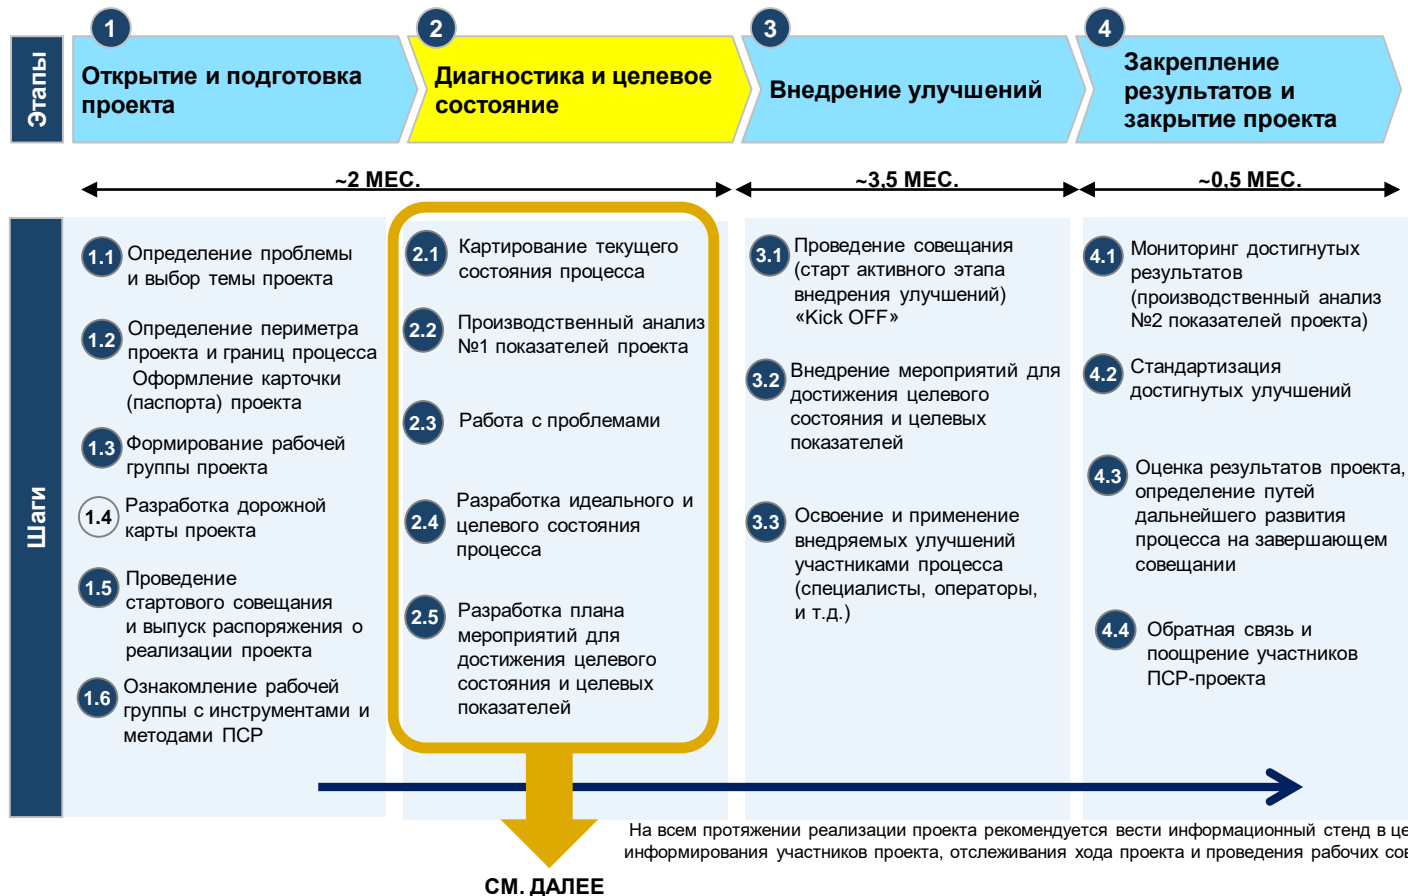 1
2
3
4
Этапы
Открытие и подготовка
проекта
Диагностика и целевое
состояние
Внедрение улучшений
Закрепление
результатов и
закрытие проекта
~2 МЕС.
~3,5 МЕС.
~0,5 МЕС.
Шаги
1.1
Определение проблемы
и выбор темы проекта
1.2
Определение периметра
проекта и границ процесса
Оформление карточки
(паспорта) проекта
1.3
Формирование рабочей
группы проекта
1.4
Разработка дорожной
карты проекта
1.5
Проведение
стартового совещания
и выпуск распоряжения о
реализации проекта
1.6
Ознакомление рабочей
группы с инструментами и
методами ПСР
2.1
Картирование текущего
состояния процесса
2.2
Производственный анализ
№1 показателей проекта
2.3
Работа с проблемами
2.4
Разработка идеального и
целевого состояния
процесса
2.5
Разработка плана
мероприятий для
достижения целевого
состояния и целевых
показателей
3.1
Проведение совещания
(старт активного этапа
внедрения улучшений)
«Kick OFF»
3.2
Внедрение мероприятий для
достижения целевого
состояния и целевых
показателей
3.3
Освоение и применение
внедряемых улучшений
участниками процесса
(специалисты, операторы,
и т.д.)
4.1
Мониторинг достигнутых
результатов
(производственный анализ
№2 показателей проекта)
4.2
Стандартизация
достигнутых улучшений
4.3
Оценка результатов проекта,
определение путей
дальнейшего развития
процесса на завершающем
совещании
4.4
Обратная связь и
поощрение участников
ПСР-проекта
На всем протяжении реализации проекта рекомендуется вести информационный стенд в
информирования участников проекта, отслеживания хода проекта и проведения рабочих
СМ. ДАЛЕЕ